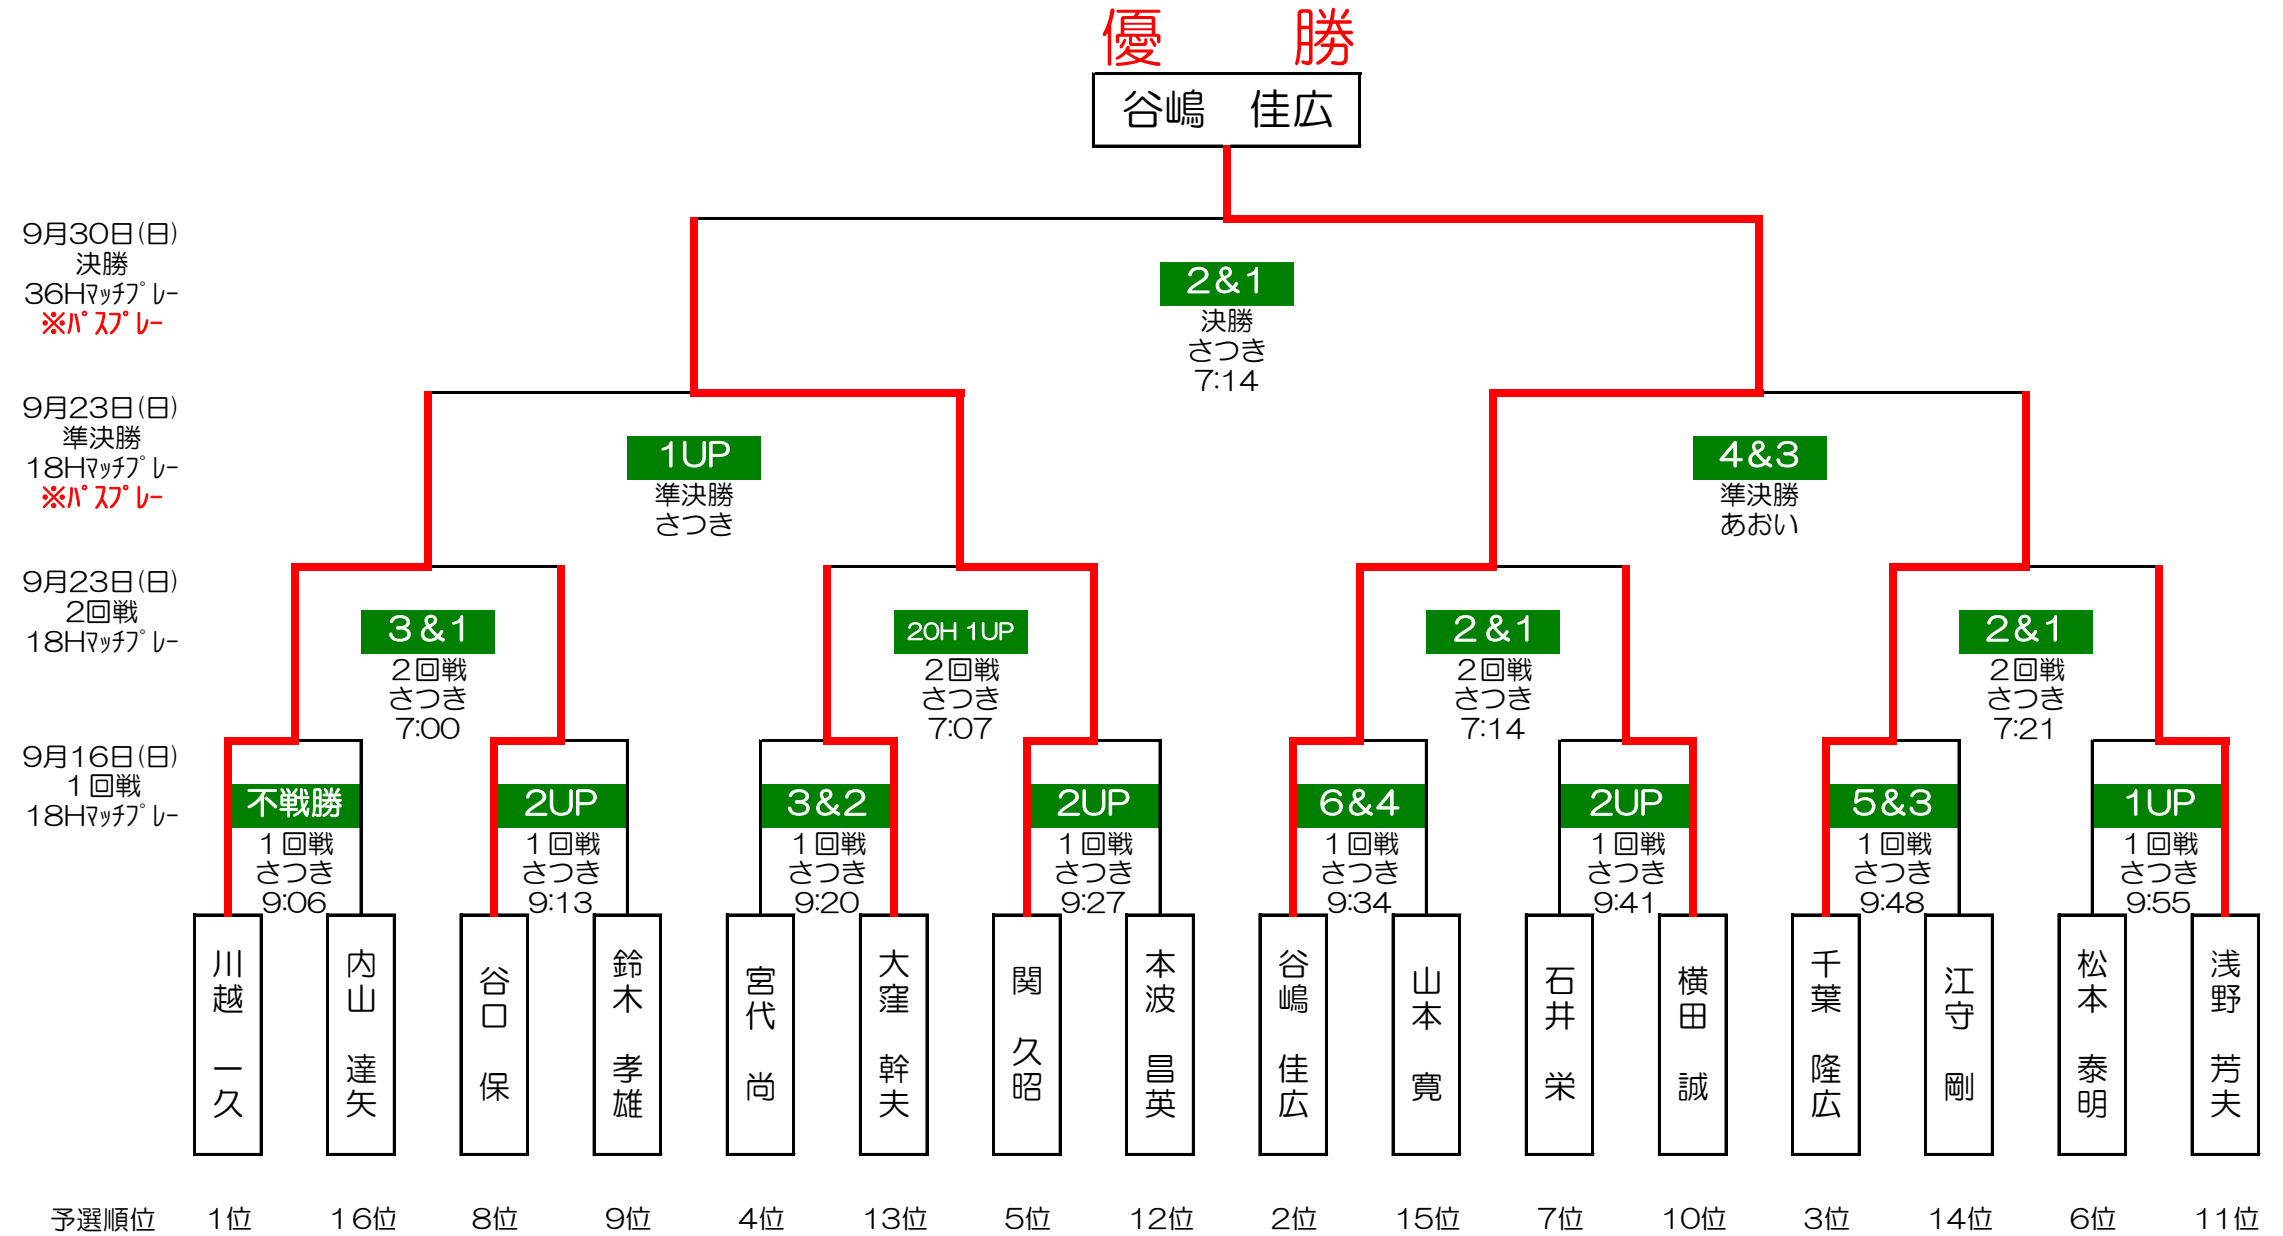 優　勝
谷嶋　佳広
9月30日(日)
決勝
36Hﾏｯﾁﾌﾟﾚｰ
※ﾊﾟｽﾌﾟﾚｰ
2&1
決勝
さつき
7:14
9月23日(日)
準決勝
18Hﾏｯﾁﾌﾟﾚｰ
※ﾊﾟｽﾌﾟﾚｰ
1UP
準決勝
さつき
4&3
準決勝
あおい
9月23日(日)
2回戦
18Hﾏｯﾁﾌﾟﾚｰ
3&1
2回戦
さつき
7:00
20H 1UP
2回戦
さつき
7:07
2&1
2回戦
さつき
7:14
2&1
2回戦
さつき
7:21
9月16日(日)
1回戦
18Hﾏｯﾁﾌﾟﾚｰ
不戦勝
1回戦
さつき
9:06
2UP
1回戦
さつき
9:13
3&2
1回戦
さつき
9:20
2UP
1回戦
さつき
9:27
6&4
1回戦
さつき
9:34
2UP
1回戦
さつき
9:41
5&3
1回戦
さつき
9:48
1UP
1回戦
さつき
9:55
川越　一久
内山　達矢
谷口　保
鈴木　孝雄
宮代　尚
大窪　幹夫
関　久昭
本波　昌英
谷嶋　佳広
山本　寛
石井　栄
横田　誠
千葉　隆広
江守　剛
松本　泰明
浅野　芳夫
予選順位 1位 16位 8位 9位 4位 13位 5位 12位 2位 15位 7位 10位 3位 14位 6位 11位